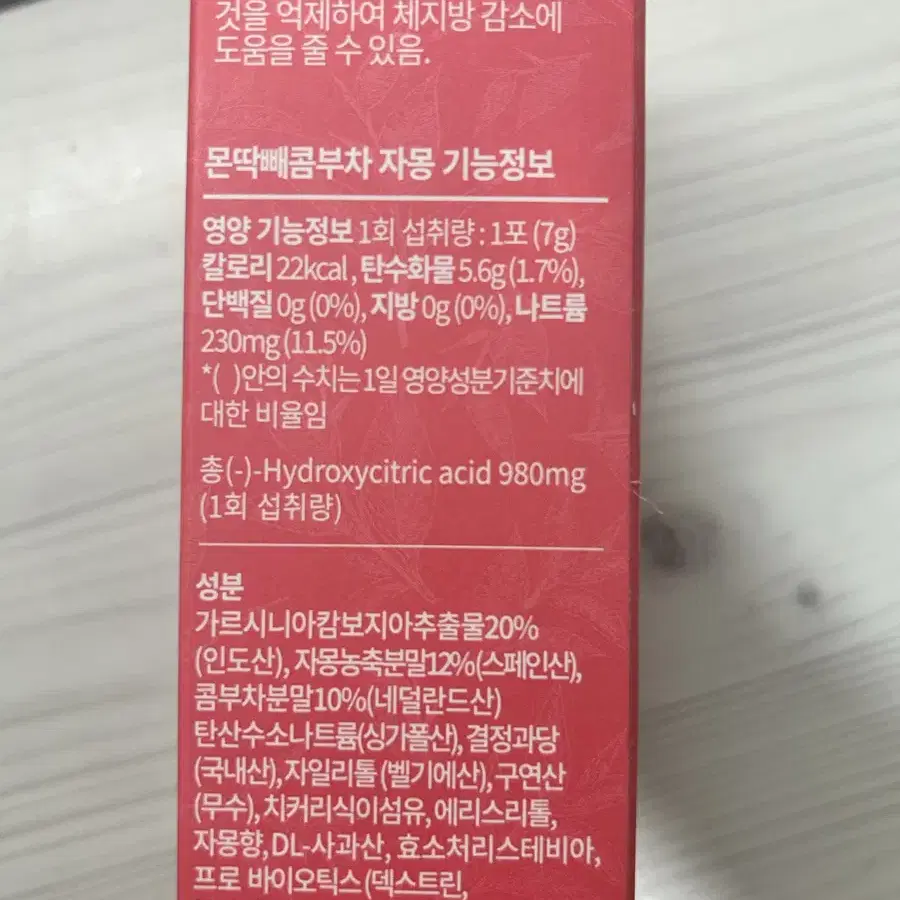 것을 억제하여 체지방 감소에
도움을 줄 수 있음.
몬딱빼콤부차 자몽 기능정보
영양 기능정보 1회 섭취량 : 1포 (7g)
칼로리 22kcal, 탄수화물 5.6g (1.7%),
단백질 0g (0%), 지방 0g (0%), 나트륨
230mg (11.5%)
*( )안의 수치는 1일 영양성분기준치에
대한 비율임
총(-)-Hydroxycitric acid 980mg
(1회 섭취량)
성분
가르시니아캄보지아추출물20%
(인도산), 자몽농축분말12%(스페인산),
콤부차분말10%(네덜란드산)
탄산수소나트륨(싱가폴산), 결정과당
(국내산), 자일리톨(벨기에산), 구연산
(무수), 치커리식이섬유, 에리스리톨,
자몽향, DL-사과산, 효소처리스테비아,
프로 바이오틱스 (덱스트린,